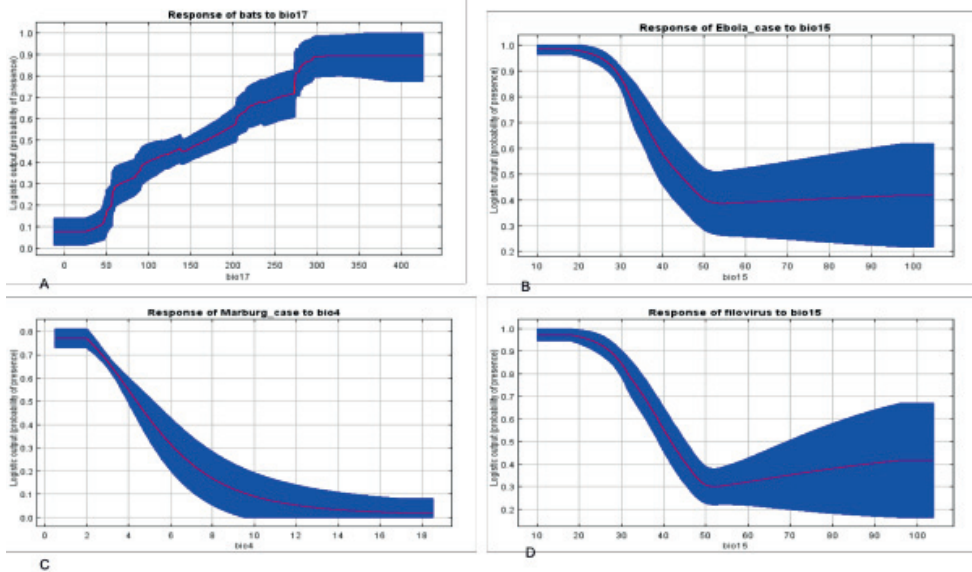 Response of bats to bio17
Logistic output (probability of presence)
1.0
0.9
0.8
0.7
0.6
0.5
0.4
0.3
0.2
0.1
0.0
0 50 100 150 200 250 300 350 400
bio17
A
Response of Ebola_case to bio15
Logistic output (probability of presence)
1.0
0.9
0.8
0.7
0.6
0.5
0.4
0.3
0.2
10 20 30 40 50 60 70 80 90 100
bio15
B
Response of Marburg_case to bio4
Logistic output (probability of presence)
0.8
0.7
0.6
0.5
0.4
0.3
0.2
0.1
0.0
0 2 4 6 8 10 12 14 16 18
bio4
C
Response of filovirus to bio15
Logistic output (probability of presence)
1.0
0.9
0.8
0.7
0.6
0.5
0.4
0.3
0.2
10 20 30 40 50 60 70 80 90 100
bio15
D